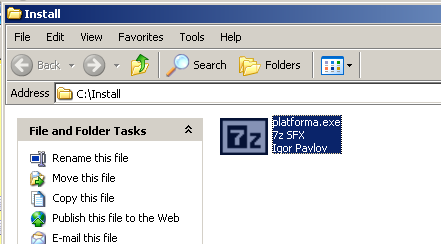 Install
File Edit View Favorites Tools Help
Back Search Folders
Address C:\Install
File and Folder Tasks
platforma.exe
7z SFX
Igor Pavlov
7z
Rename this file
Move this file
Copy this file
Publish this file to the Web
E-mail this file